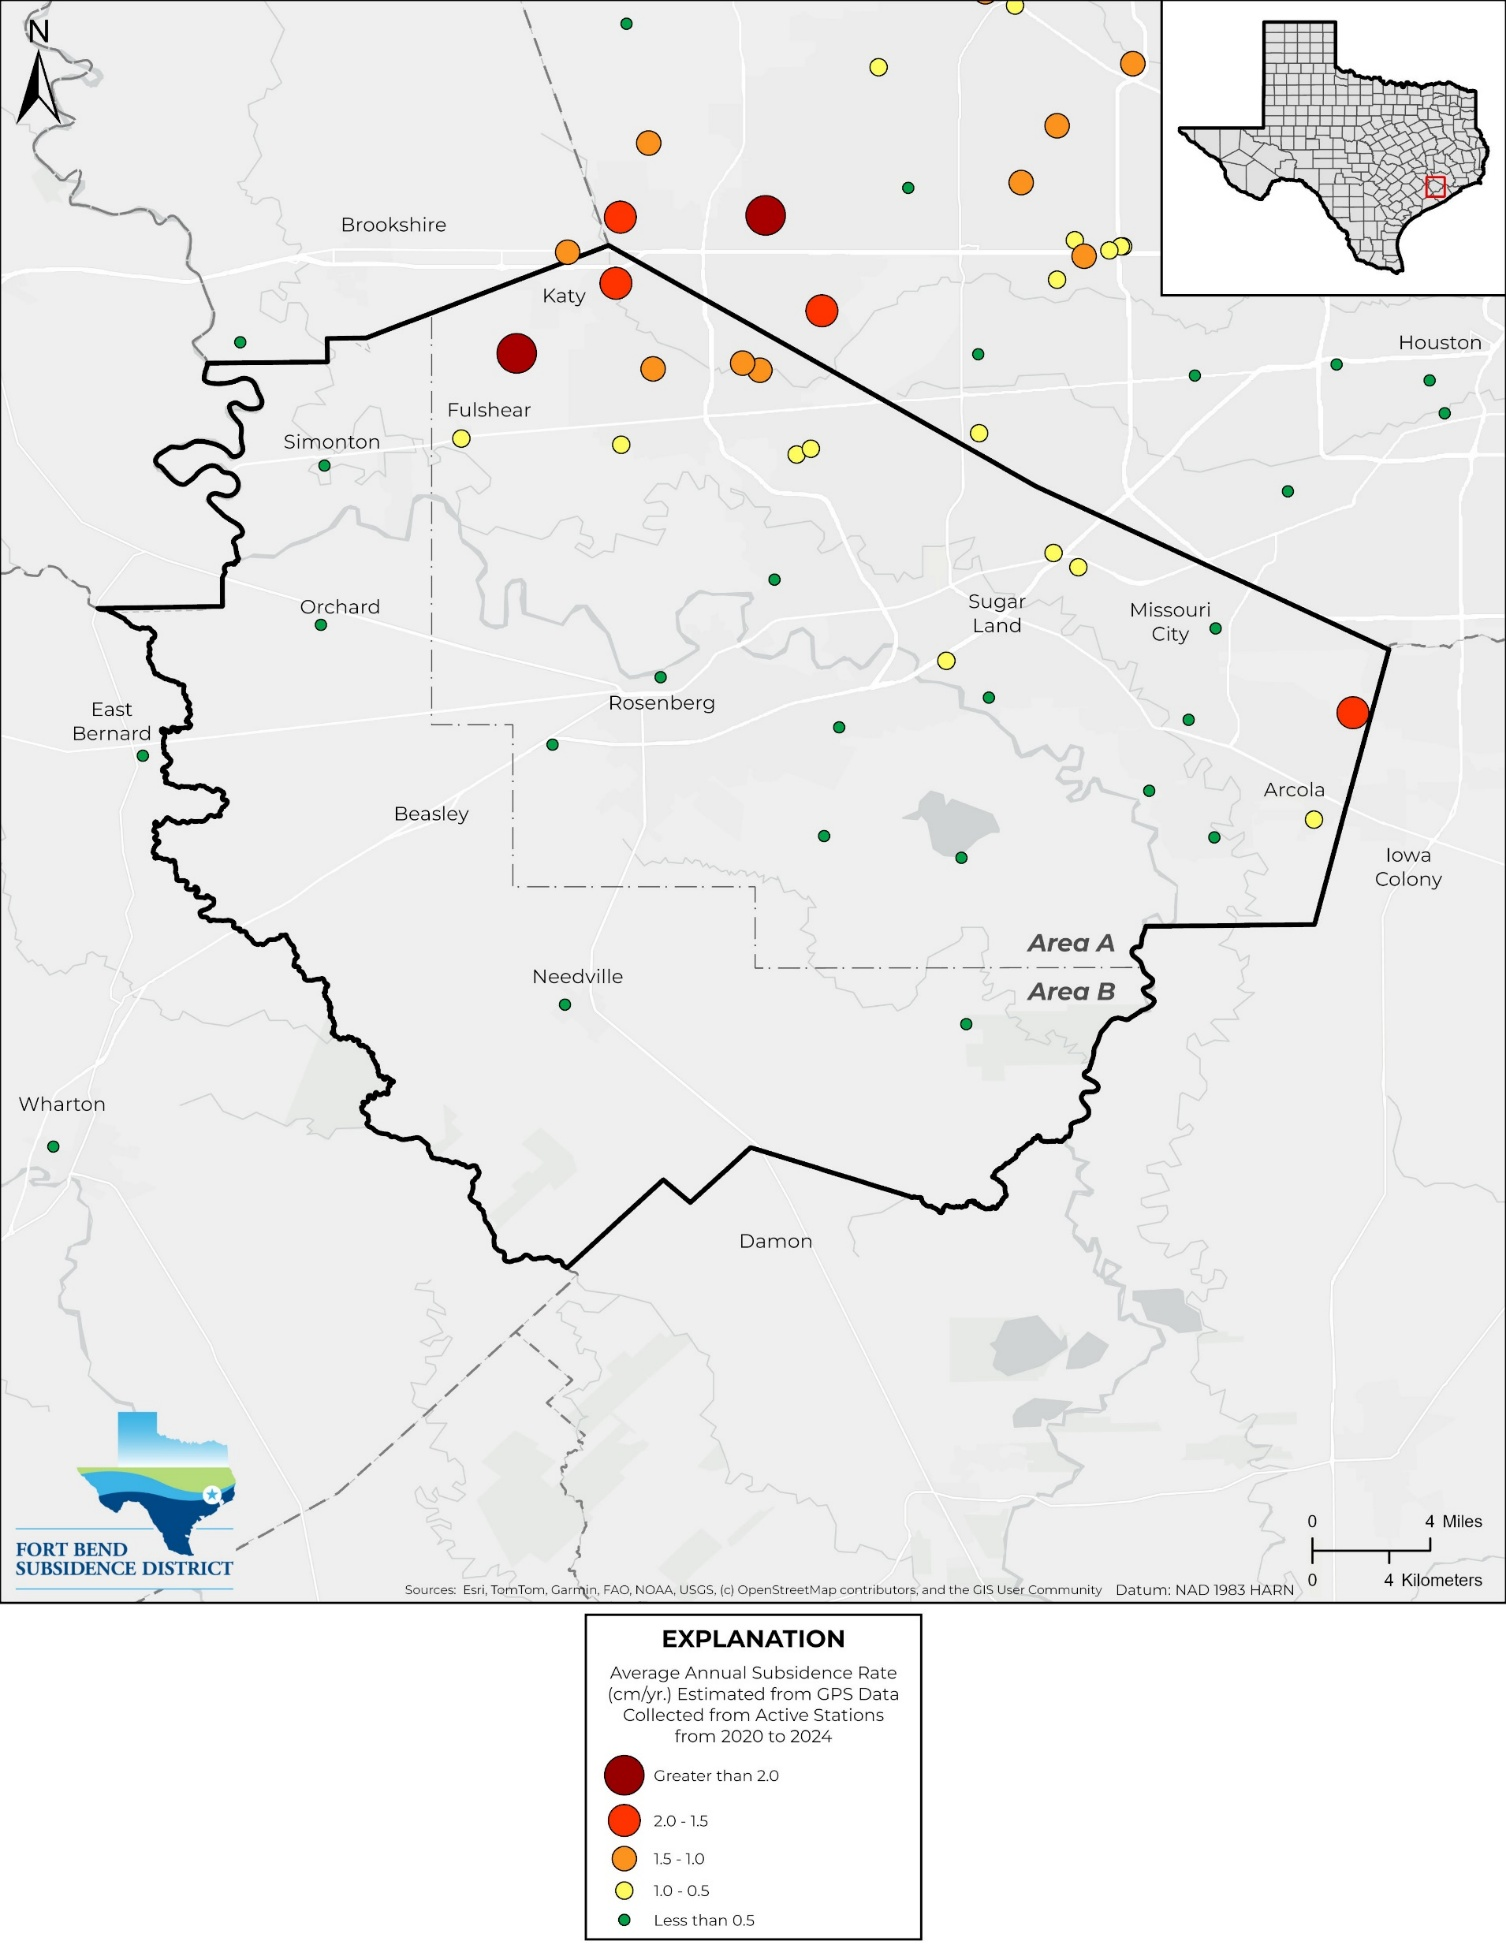 N
Brookshire
Katy
Houston
Fulshear
Simonton
Orchard
Sugar
Land
Missouri
City
East
Bernard
Rosenberg
Beasley
Arcola
Iowa
Colony
Area A
Area B
Needville
Wharton
Damon
FORT BEND
SUBSIDENCE DISTRICT
0 4 Miles
0 4 Kilometers
Sources: Esri, TomTom, Garmin, FAO, NOAA, USGS, (c) OpenStreetMap contributors, and the GIS User Community Datum: NAD 1983 HARN
EXPLANATION
Average Annual Subsidence Rate
(cm/yr.) Estimated from GPS Data
Collected from Active Stations
from 2020 to 2024
Greater than 2.0
2.0 - 1.5
1.5 - 1.0
1.0 - 0.5
Less than 0.5